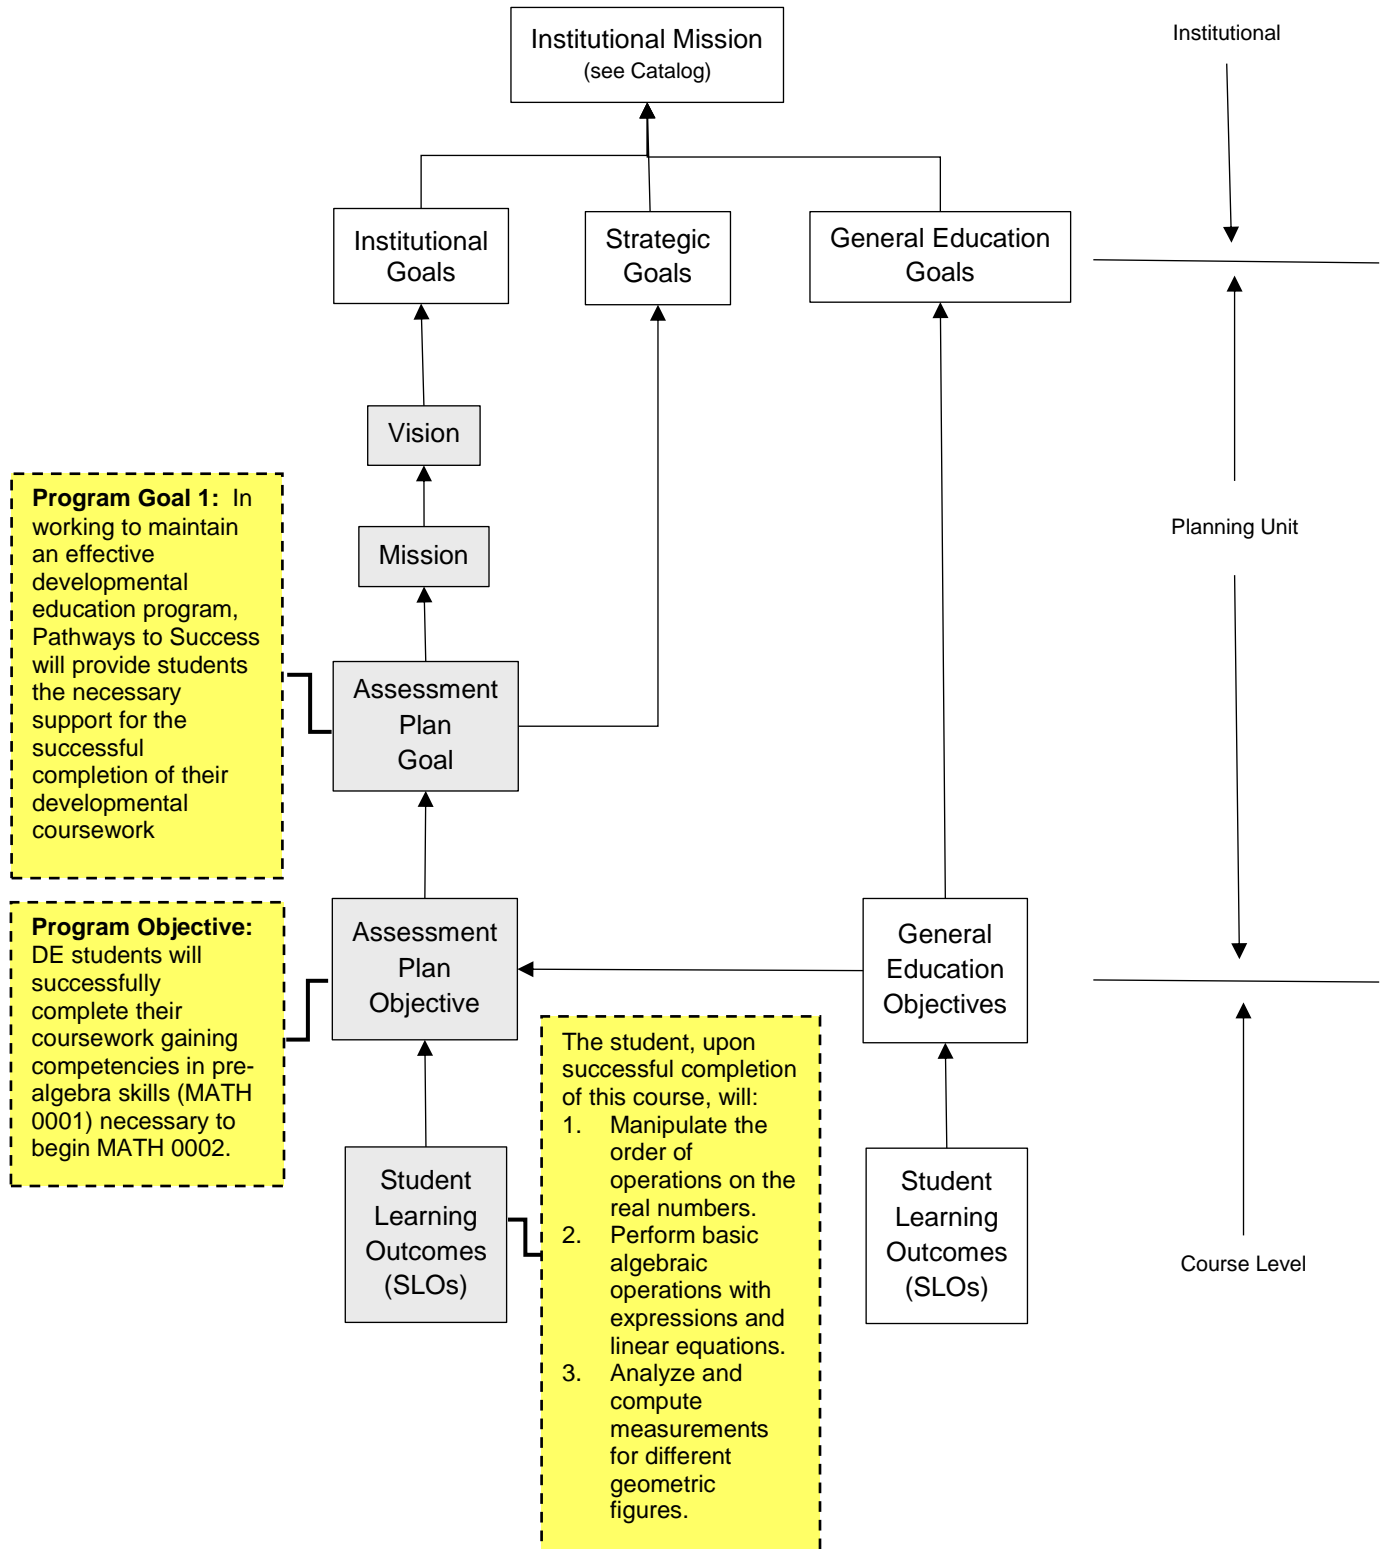 Institutional Mission
(see Catalog)
Institutional
Institutional
Goals
Strategic
Goals
General Education
Goals
Vision
Mission
Planning Unit
Program Goal 1:  In
working to maintain
an effective
developmental
education program,
Pathways to Success
will provide students
the necessary
support for the
successful
completion of their
developmental
coursework
Assessment
Plan
Goal
Program Objective:
DE students will
successfully
complete their
coursework gaining
competencies in pre-
algebra skills (MATH
0001) necessary to
begin MATH 0002.
Assessment
Plan
Objective
General
Education
Objectives
Student
Learning
Outcomes
(SLOs)
The student, upon
successful completion
of this course, will:
1. Manipulate the
order of
operations on the
real numbers.
2. Perform basic
algebraic
operations with
expressions and
linear equations.
3. Analyze and
compute
measurements
for different
geometric
figures.
Student
Learning
Outcomes
(SLOs)
Course Level